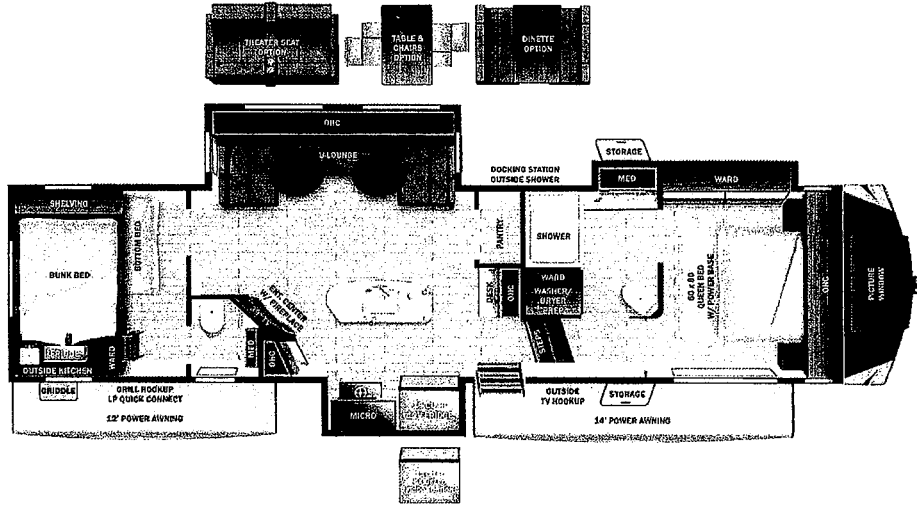 THEATER SEAT
OPTION
TABLE &
CHAIRS
OPTION
DINETTE
OPTION
OHC
U-LOUNGE
STORAGE
DOCKING STATION
OUTSIDE SHOWER
MED
WARD
SHELVING
BOTTOM BED
BUNK BED
PANTRY
SHOWER
DESK
OHC
WARD
WASHER/
DRYER
PREP
60 x 80
QUEEN BED
W/ POWER BASE
OHC
PICTURE
WINDOW
ENT. CENTER
W/ FIREPLACE
MED
OHC
WARD
OUTSIDE KITCHEN
GRIDDLE
GRILL HOOKUP
LP QUICK CONNECT
12' POWER AWNING
MICRO
OUTSIDE
TV HOOKUP
STORAGE
14' POWER AWNING